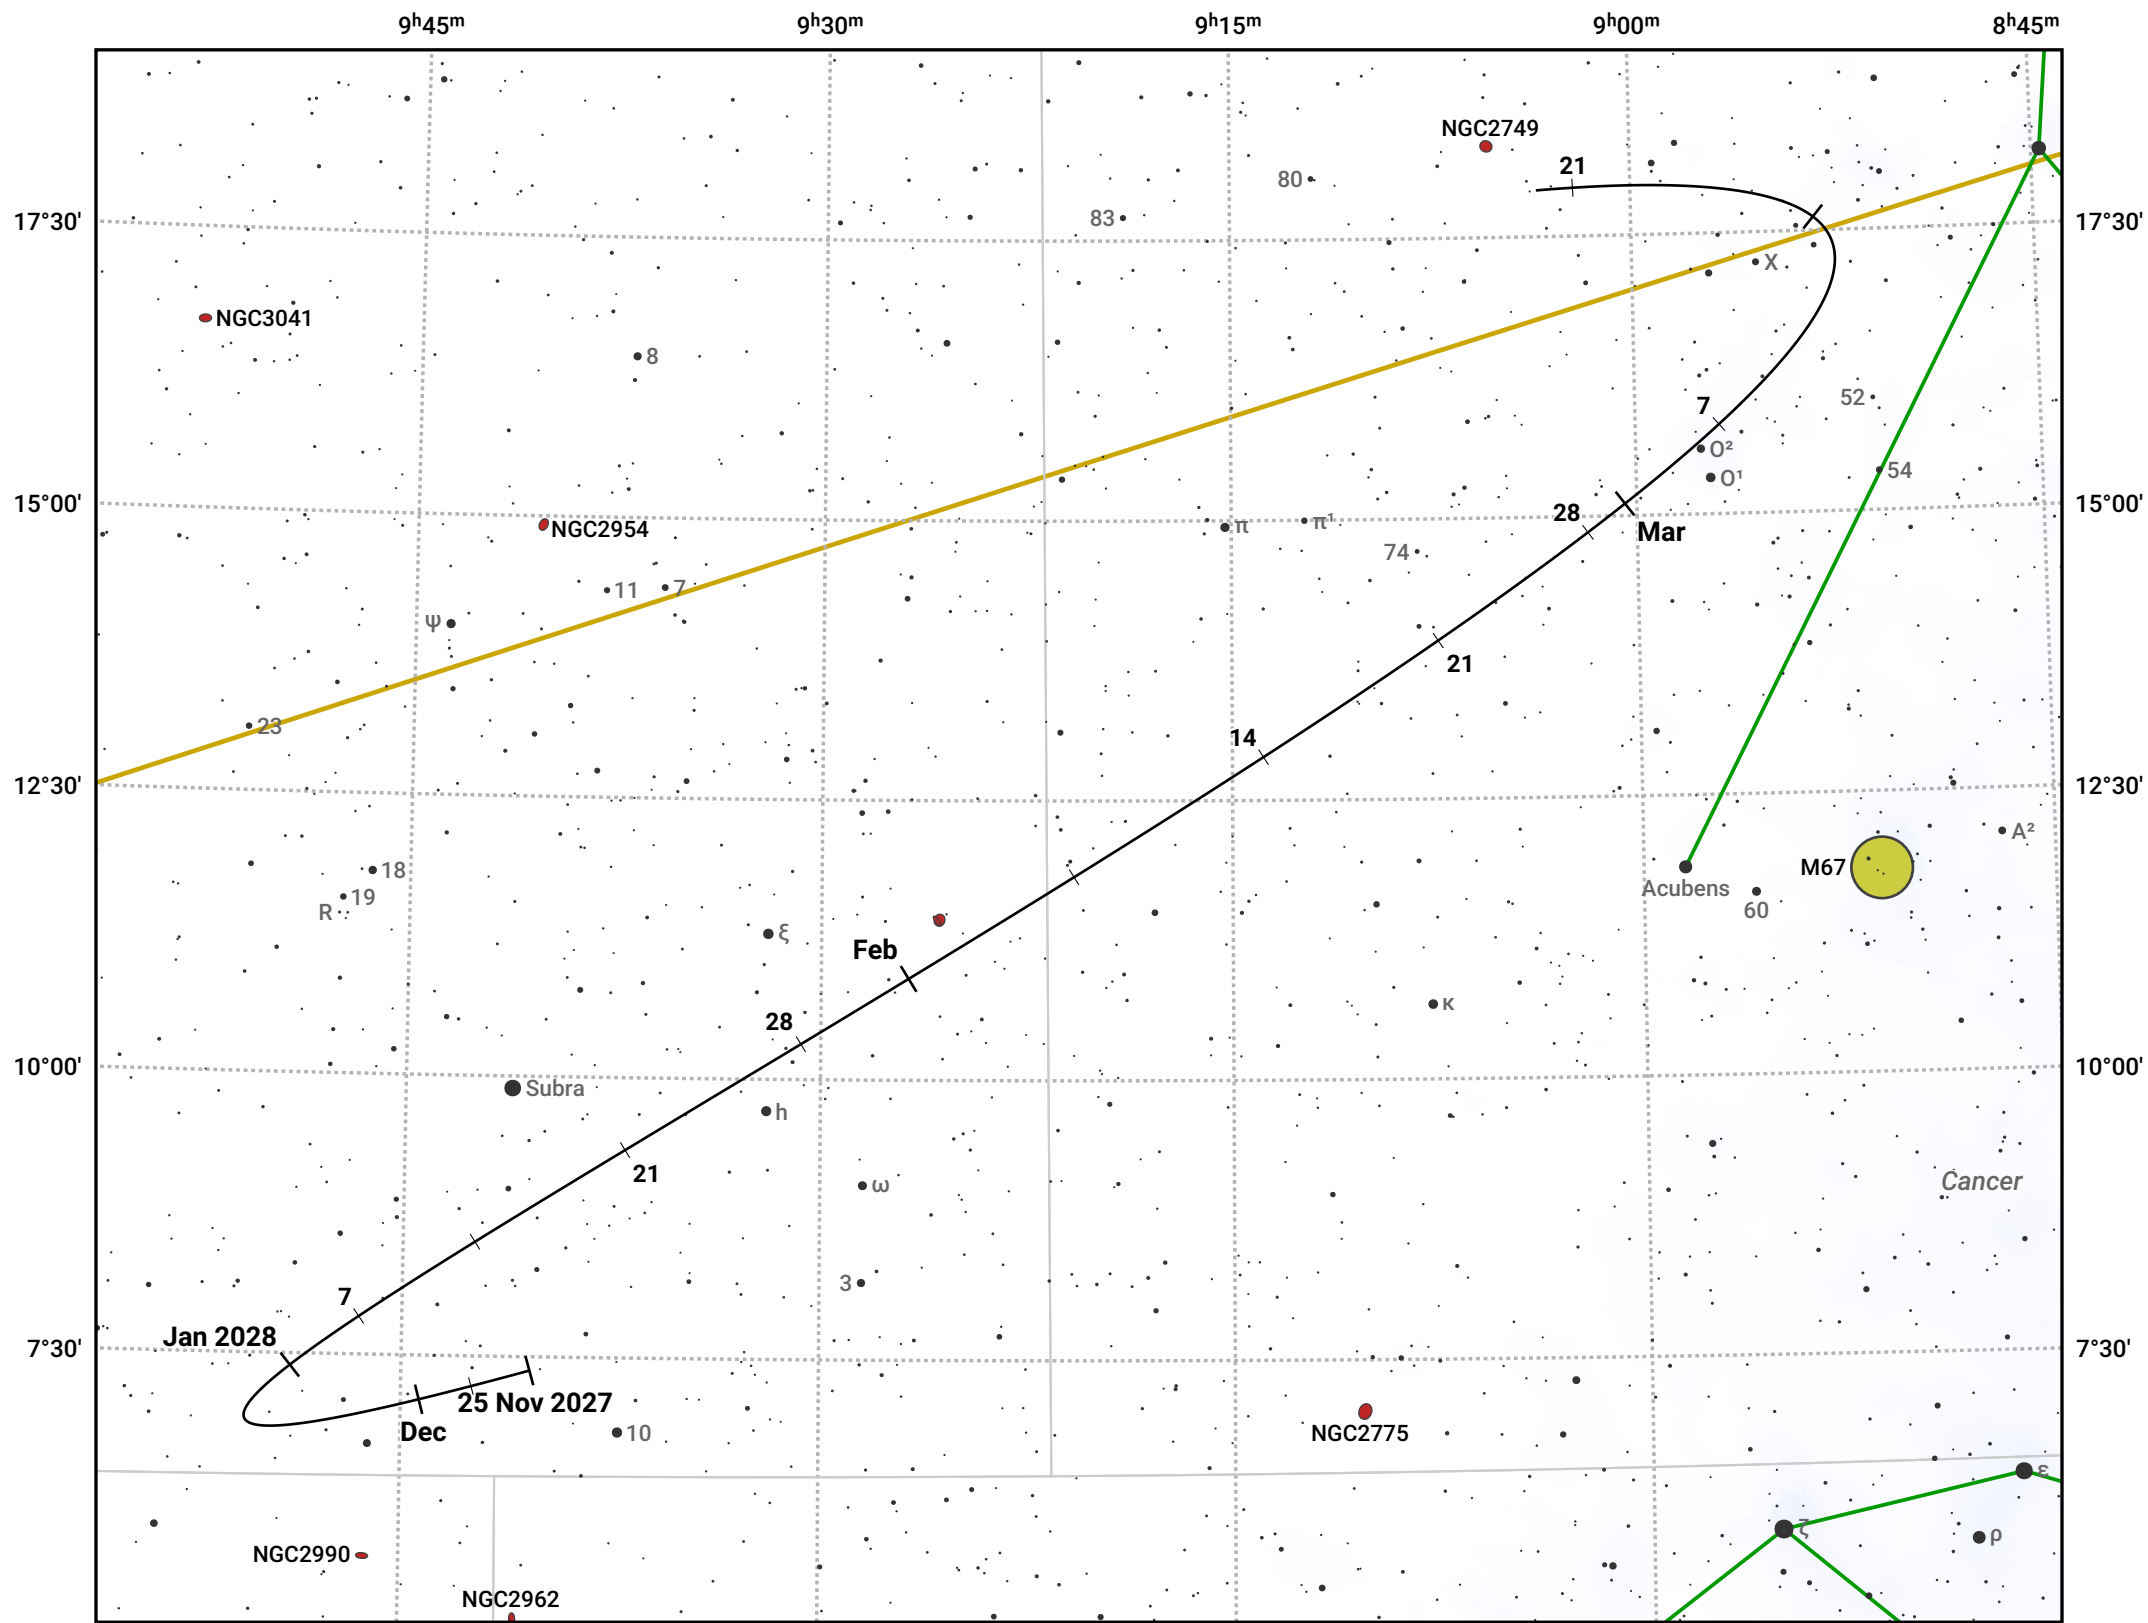 9ʰ45ᵐ 9ʰ30ᵐ 9ʰ15ᵐ 9ʰ00ᵐ 8ʰ45ᵐ
NGC2749
21
80
83
17°30' 17°30'
X
NGC3041
8
52
7
O²
54
O¹
15°00' 15°00'
28
π π¹
NGC2954
Mar
74
11 7
ψ
21
23
14
12°30' 12°30'
A²
M67
18
Acubens
19
60
R
ξ
Feb
κ
28
10°00' 10°00'
Subra
h
21
Cancer
ω
3
7
Jan 2028
7°30' 7°30'
25 Nov 2027
Dec
10
NGC2775
ε
ζ
ρ
NGC2990
NGC2962